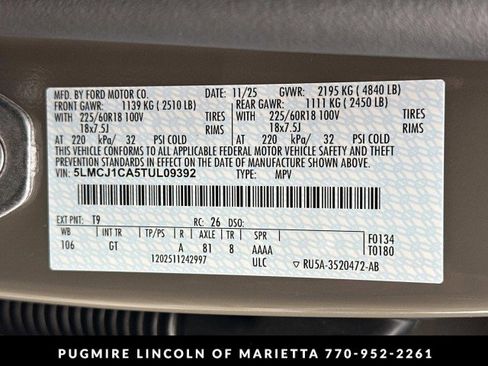 MFD. BY FORD MOTOR CO. 11/25 GVWR: 2195 KG ( 4840 LB)
FRONT GAWR: 1139 KG ( 2510 LB) REAR GAWR: 1111 KG ( 2450 LB)
WITH 225/60R18 100V TIRES WITH 225/60R18 100V TIRES
18x7.5J RIMS 18x7.5J RIMS
AT 220 kPa/ 32 PSI COLD AT 220 kPa/ 32 PSI COLD
THIS VEHICLE CONFORMS TO ALL APPLICABLE FEDERAL MOTOR VEHICLE SAFETY
AND THEFT PREVENTION STANDARDS IN EFFECT ON THE DATE OF MANUFACTURE SHOWN ABOVE.
VIN: 5LMCJ1CA5TUL09392 TYPE: MPV
EXT PNT: T9 RC: 26 DSO: F0134
WB INT TR TP/PS R AXLE TR SPR T0180
106 GT A 81 8 AAAA
1202511242997 ULC RU5A-3520472-AB
PUGMIRE LINCOLN OF MARIETTA 770-952-2261